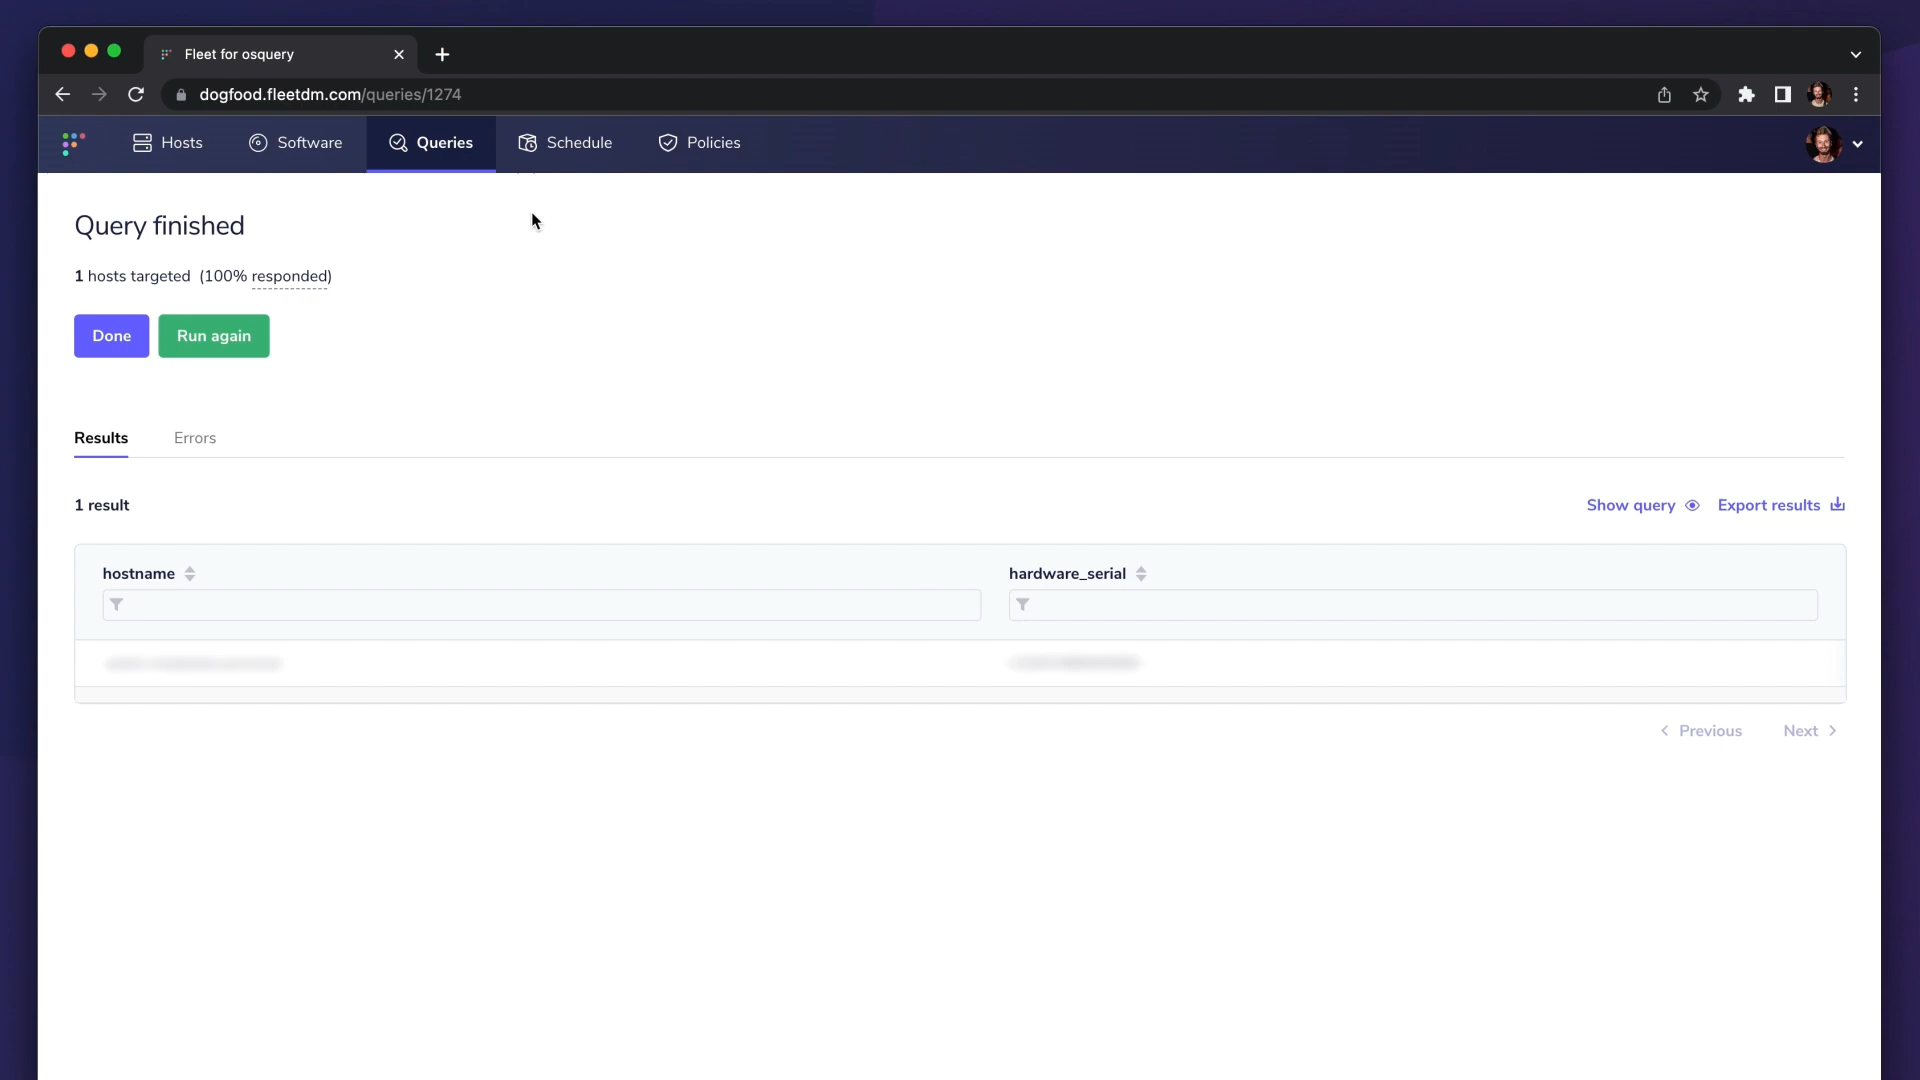 Fleet for osquery
dogfood.fleetdm.com/queries/1274
Hosts Software Queries Schedule Policies
Query finished
1 hosts targeted (100% responded)
Done Run again
Results Errors
1 result Show query Export results
hostname hardware_serial
Previous Next